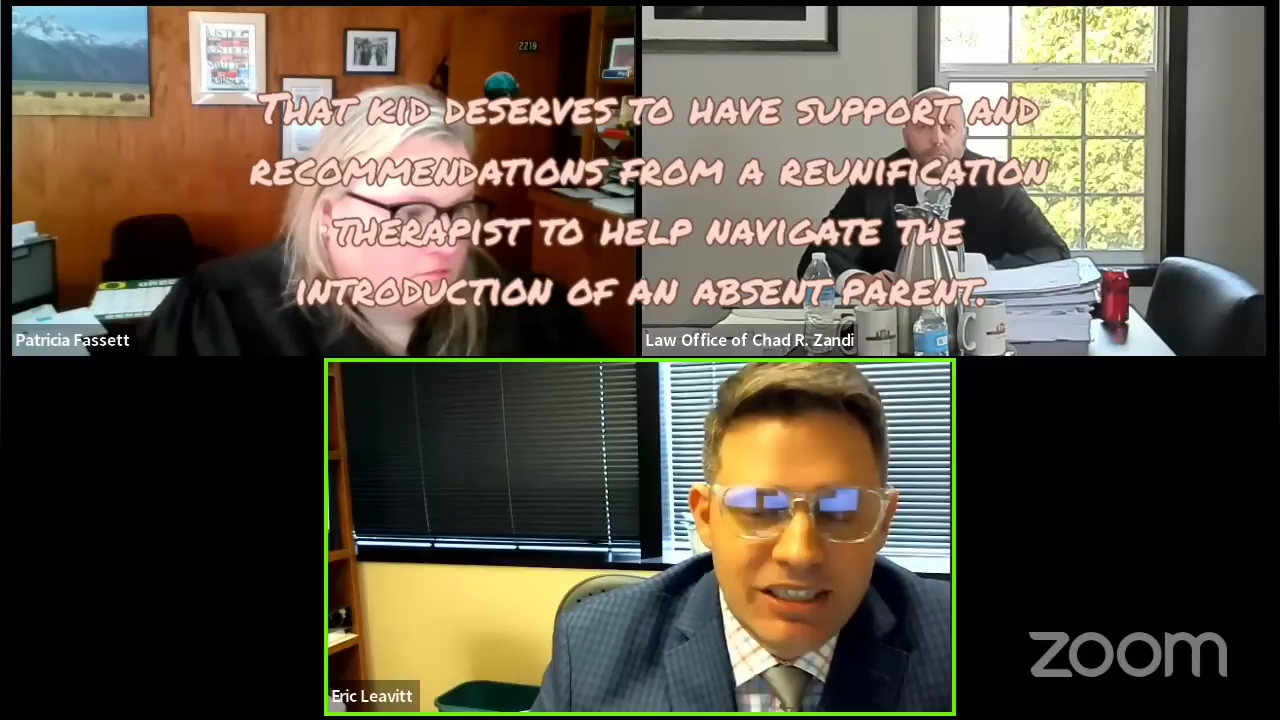 2219
THAT KID DESERVES TO HAVE SUPPORT AND
RECOMMENDATIONS FROM A REUNIFICATION
THERAPIST TO HELP NAVIGATE THE
INTRODUCTION OF AN ABSENT PARENT.
Patricia Fassett
Law Office of Chad R. Zandi
Eric Leavitt
zoom